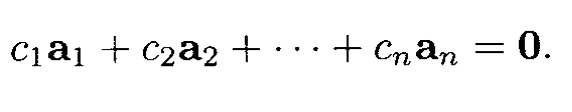 c₁a₁ + c₂a₂ + ⋯ + cₙaₙ = 0.